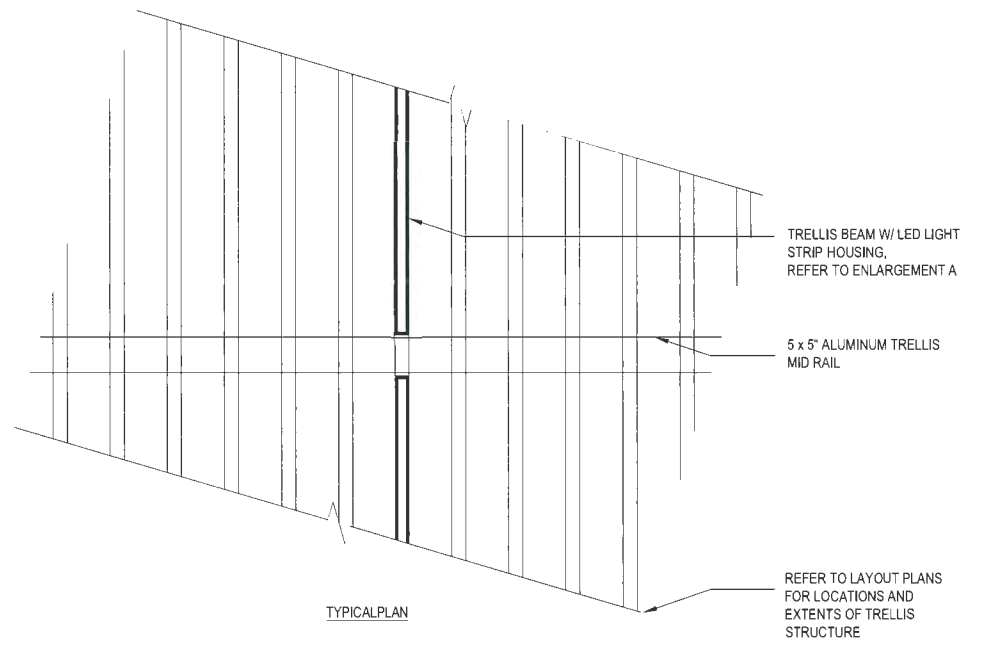 TRELLIS BEAM W/ LED LIGHT
STRIP HOUSING,
REFER TO ENLARGEMENT A
5 x 5" ALUMINUM TRELLIS
MID RAIL
REFER TO LAYOUT PLANS
FOR LOCATIONS AND
EXTENTS OF TRELLIS
STRUCTURE
TYPICALPLAN